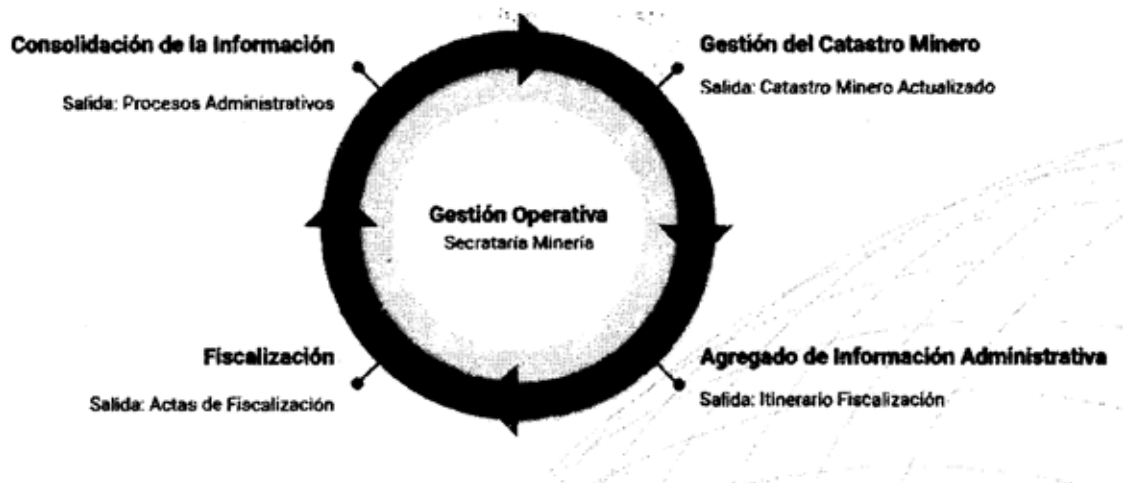 Consolidación de la Información
Salida: Procesos Administrativos
Gestión del Catastro Minero
Salida: Catastro Minero Actualizado
Gestión Operativa
Secretaría Minería
Fiscalización
Salida: Actas de Fiscalización
Agregado de Información Administrativa
Salida: Itinerario Fiscalización